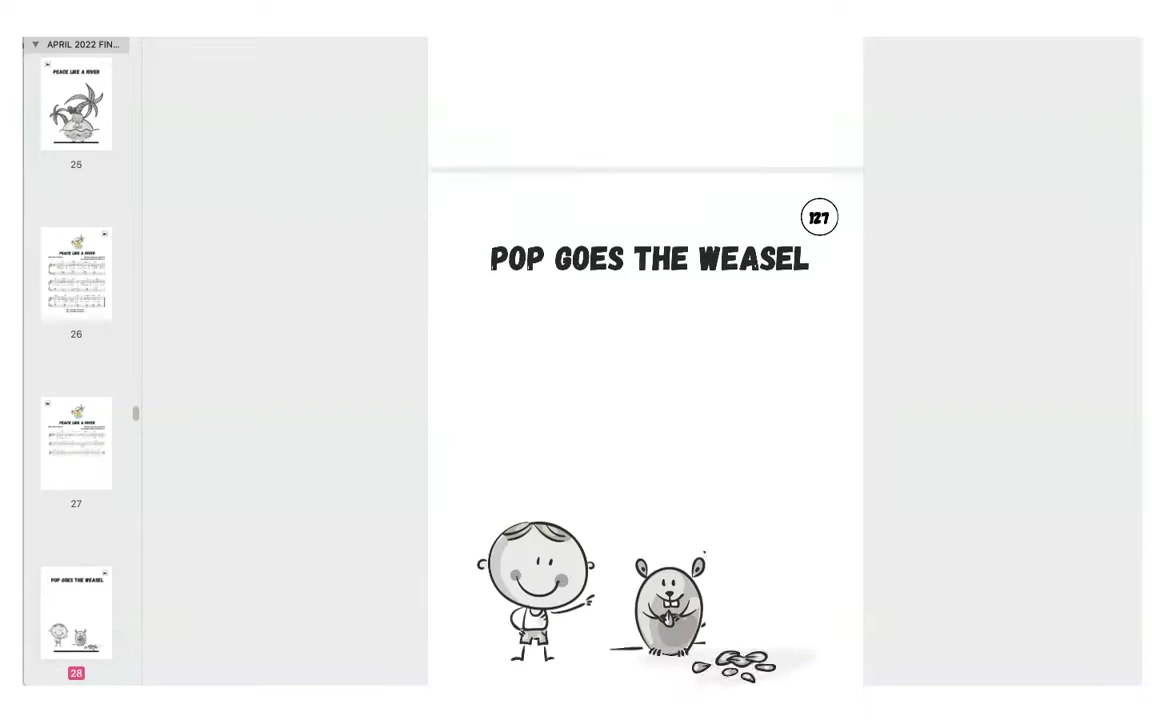 APRIL 2022 FIN...
PEACE LIKE A RIVER
25
PEACE LIKE A RIVER
26
PEACE LIKE A RIVER
27
POP GOES THE WEASEL
28
127
POP GOES THE WEASEL